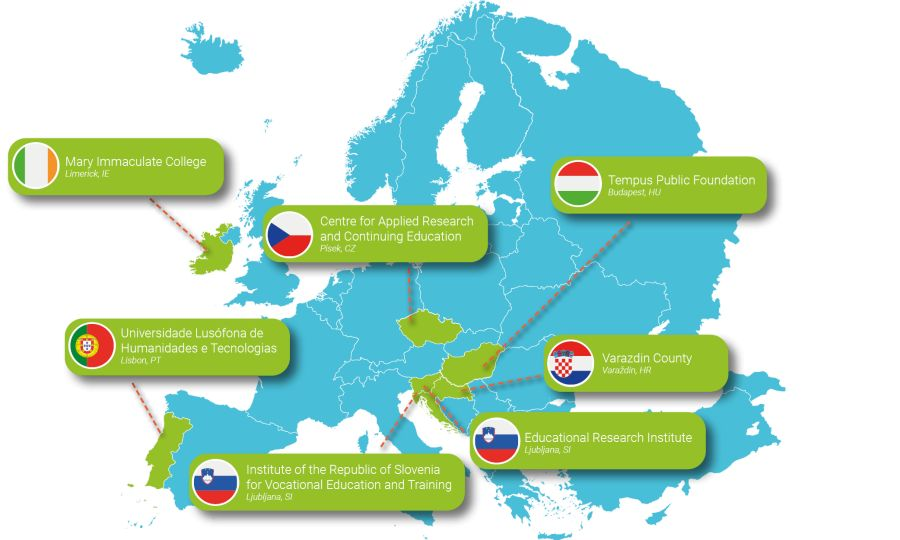 Mary Immaculate College
Limerick, IE
Tempus Public Foundation
Budapest, HU
Centre for Applied Research
and Continuing Education
Písek, CZ
Universidade Lusófona de
Humanidades e Tecnologias
Lisbon, PT
Varazdin County
Varaždin, HR
Educational Research Institute
Ljubljana, SI
Institute of the Republic of Slovenia
for Vocational Education and Training
Ljubljana, SI